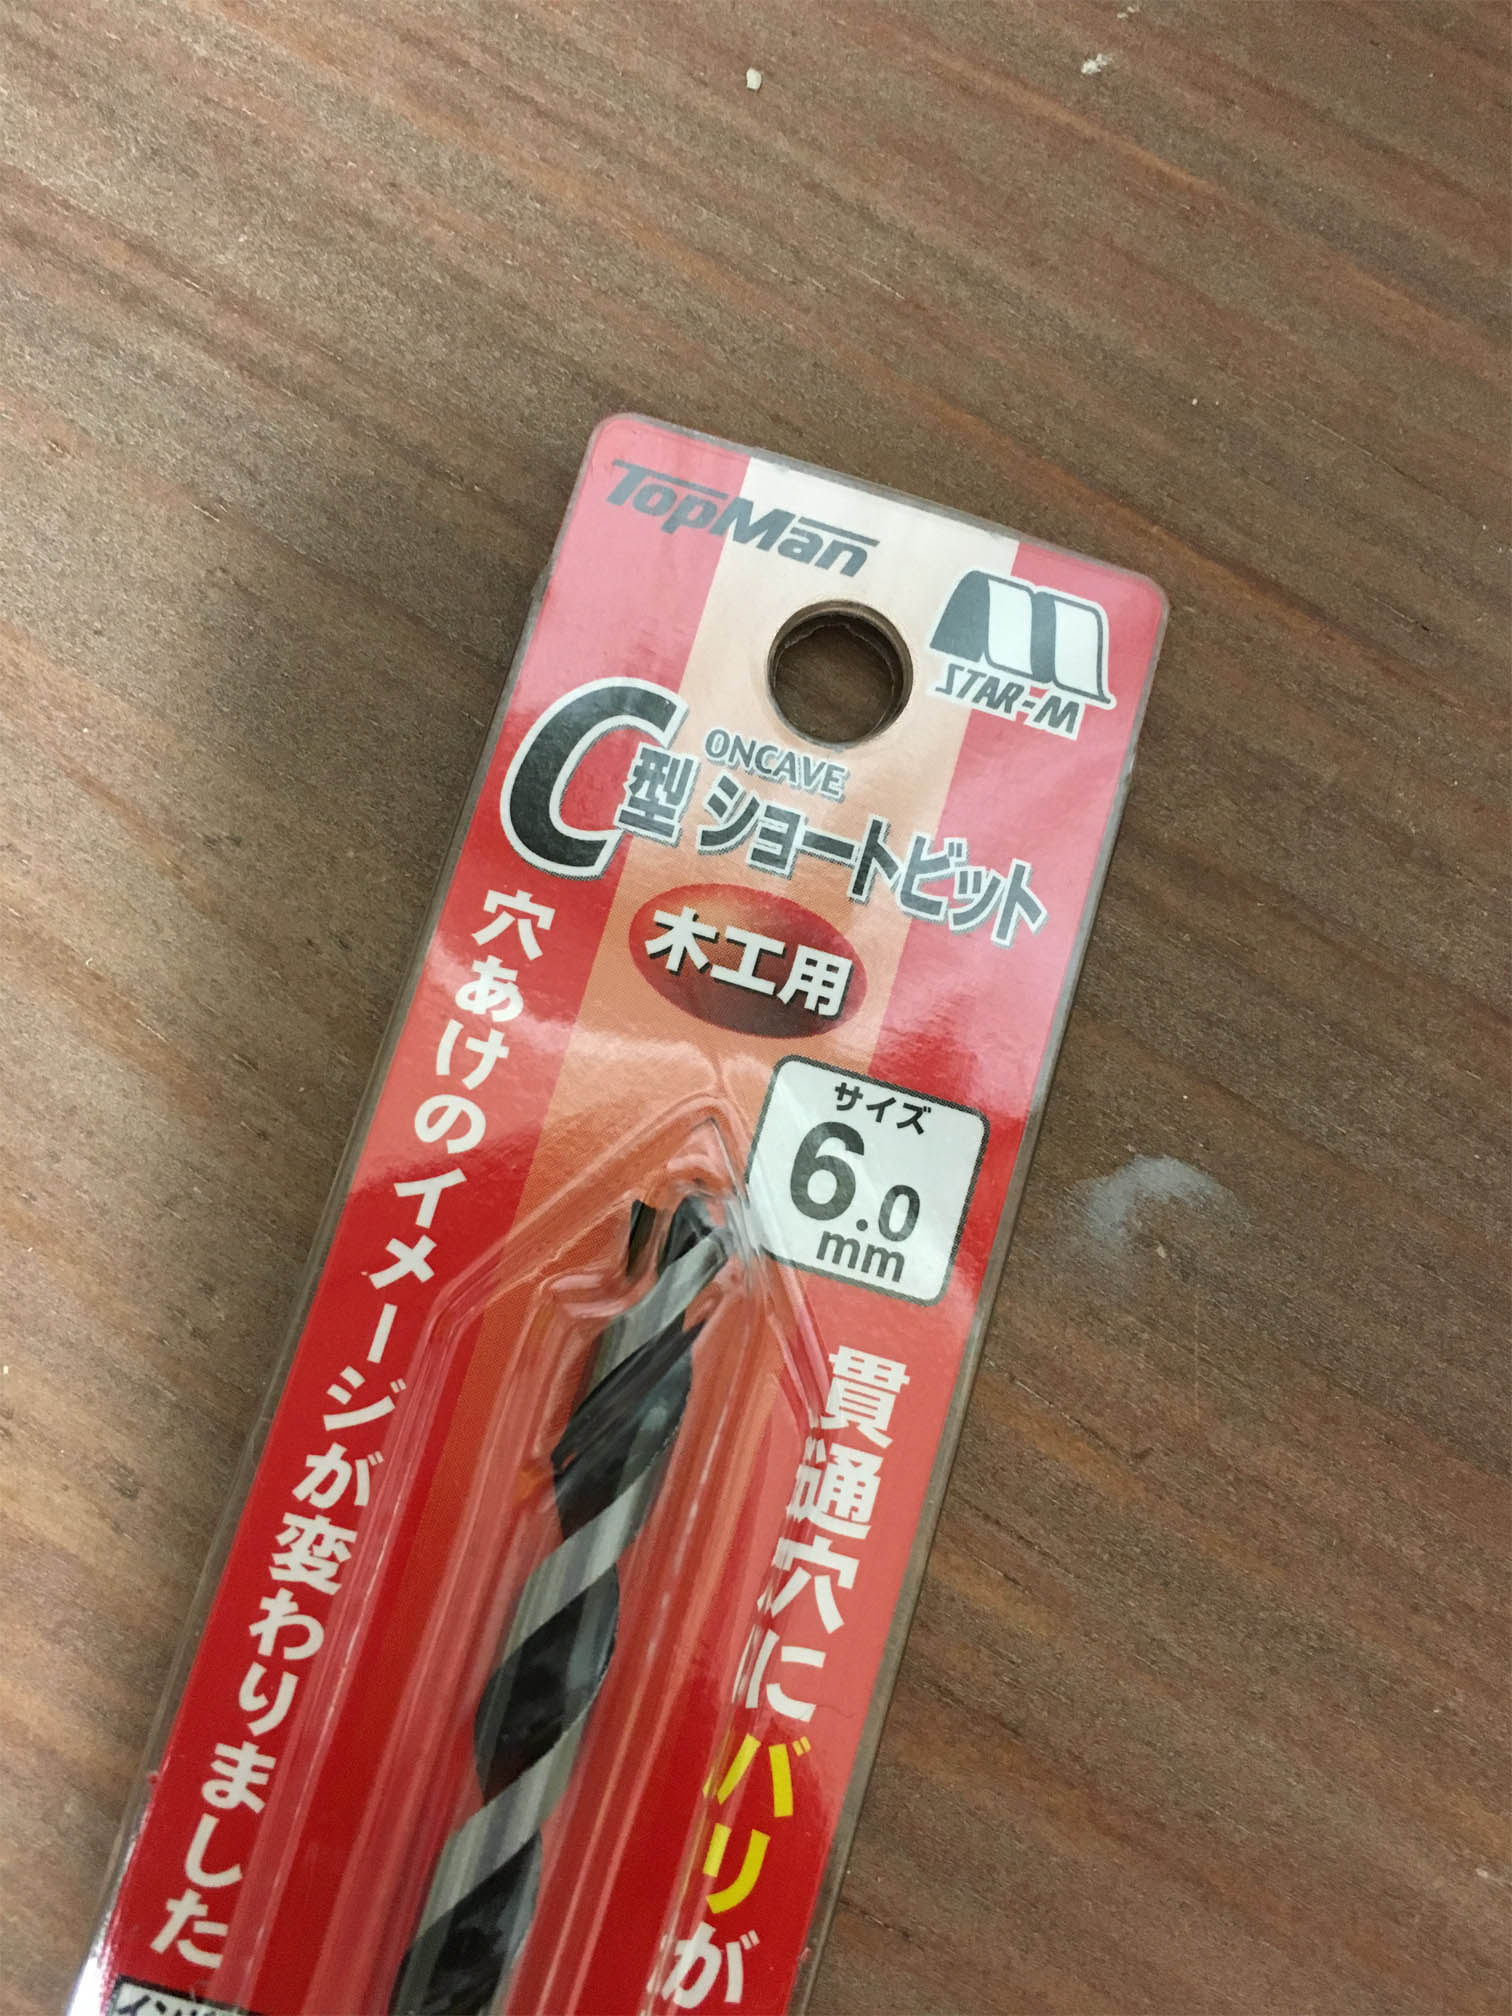 TopMan
STAR-M
C型 ショートビット
ONCAVE
木工用
サイズ
6.0
mm
穴あけのイメージが変わりました
貫通穴にバリが